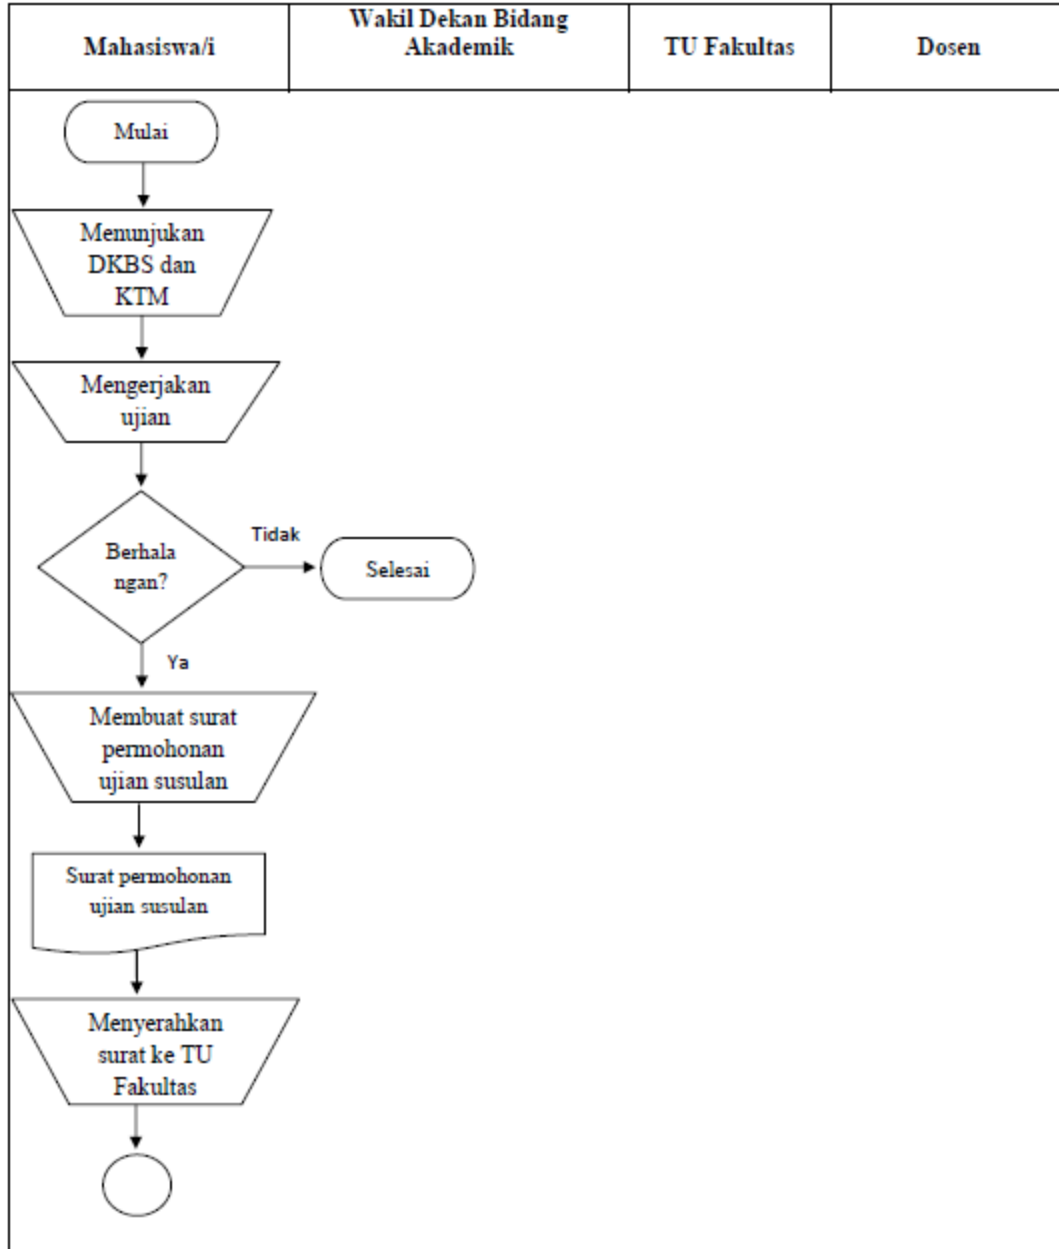 Mahasiswa/i
Wakil Dekan Bidang
Akademik
TU Fakultas
Dosen
Mulai
Menunjukan
DKBS dan
KTM
Mengerjakan
ujian
Berhala
ngan?
Tidak
Selesai
Ya
Membuat surat
permohonan
ujian susulan
Surat permohonan
ujian susulan
Menyerahkan
surat ke TU
Fakultas